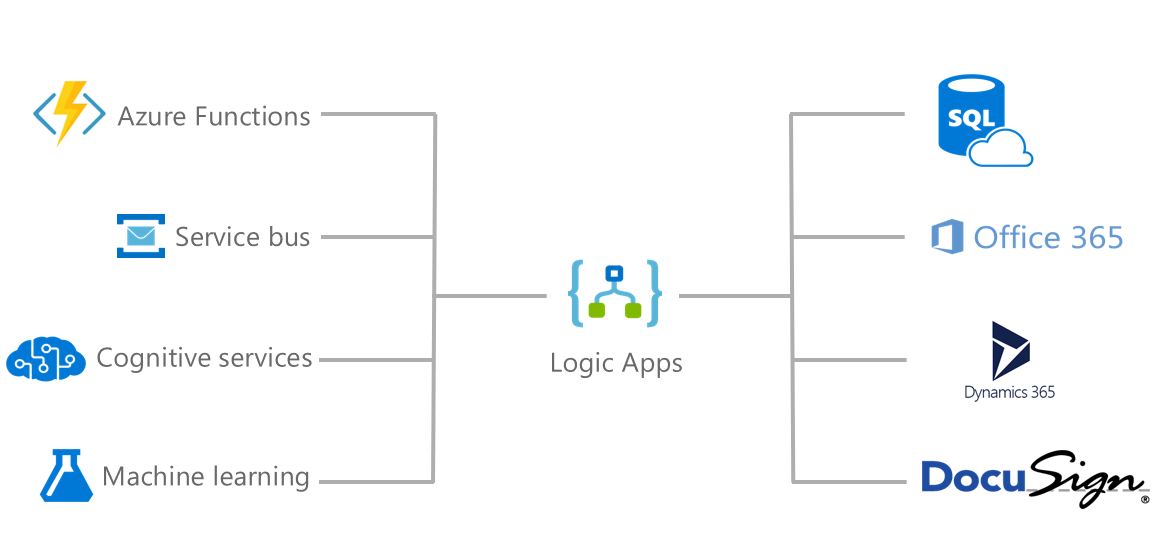 Azure Functions
SQL
Service bus
Office 365
Logic Apps
Cognitive services
Dynamics 365
Machine learning
DocuSign®